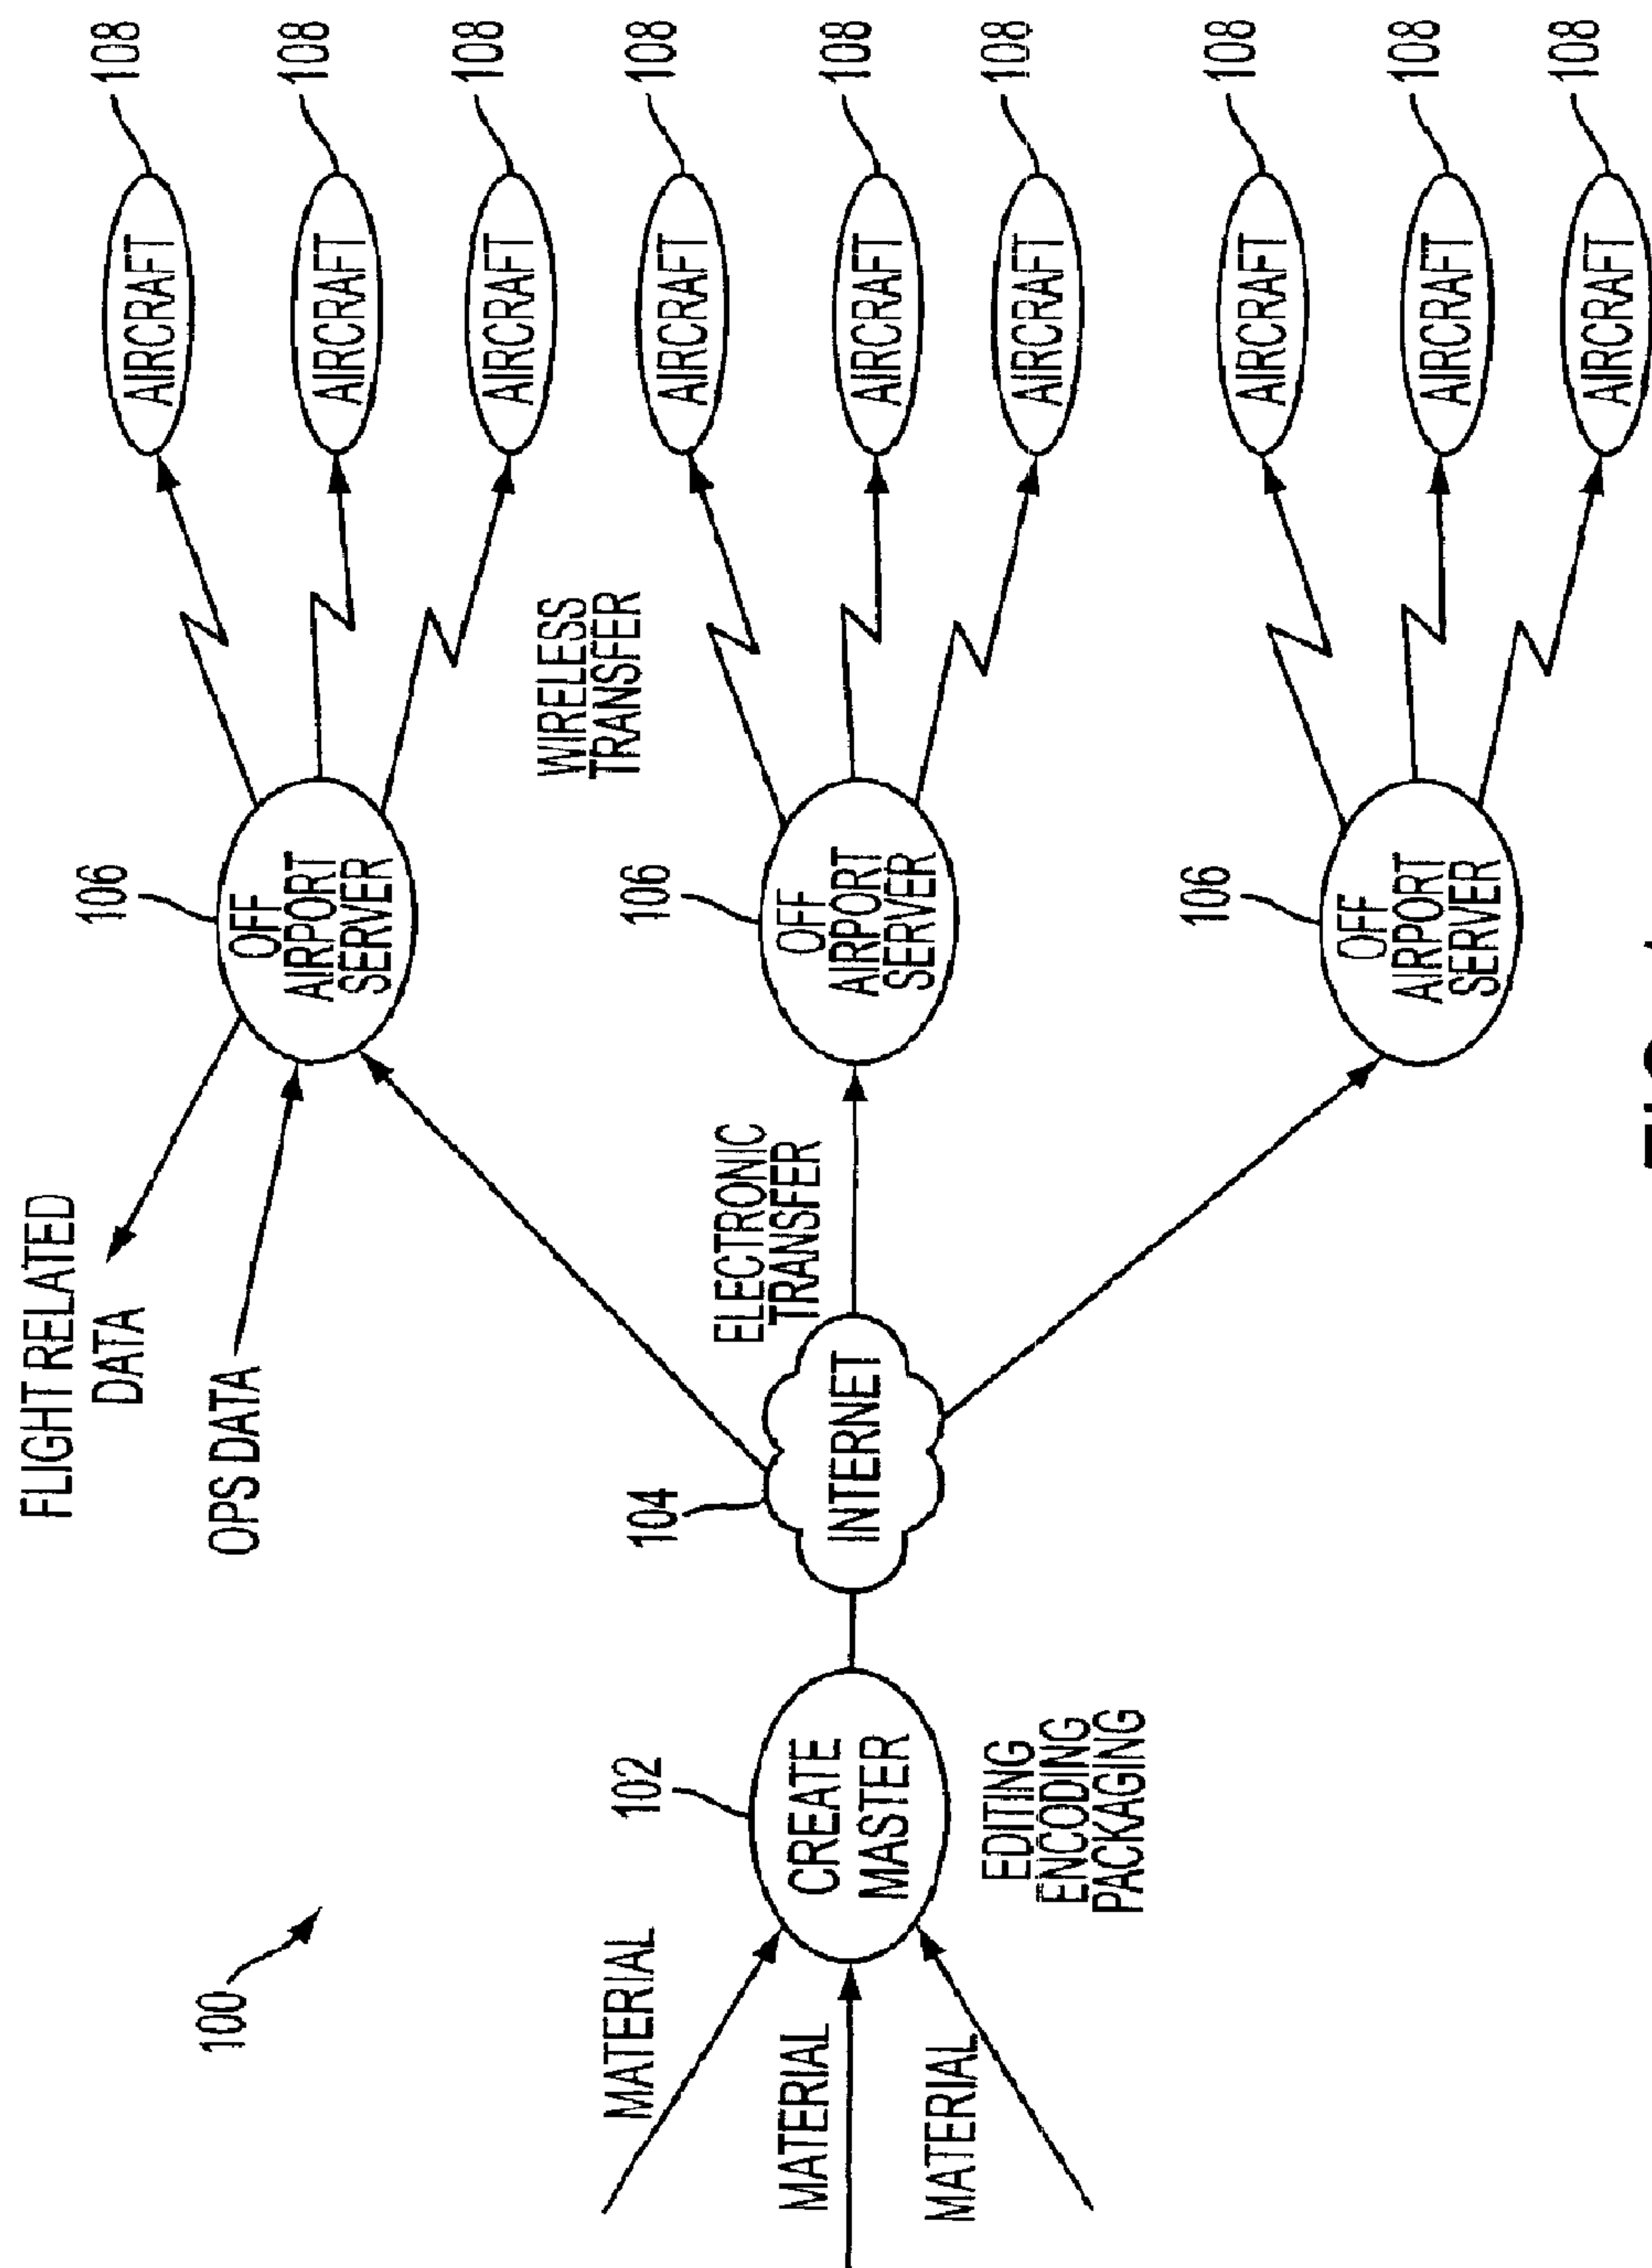 100
MATERIAL
MATERIAL
MATERIAL
102
CREATE
MASTER
EDITING
ENCODING
PACKAGING
104
INTERNET
ELECTRONIC
TRANSFER
FLIGHT RELATED
DATA
OPS DATA
106
OFF
AIRPORT
SERVER
106
OFF
AIRPORT
SERVER
106
OFF
AIRPORT
SERVER
WIRELESS
TRANSFER
AIRCRAFT
108
AIRCRAFT
108
AIRCRAFT
108
AIRCRAFT
108
AIRCRAFT
108
AIRCRAFT
108
AIRCRAFT
108
AIRCRAFT
108
AIRCRAFT
108